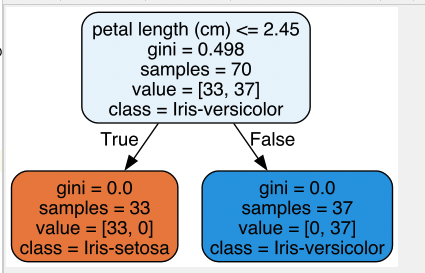 petal length (cm) <= 2.45
gini = 0.498
samples = 70
value = [33, 37]
class = Iris-versicolor
True
False
gini = 0.0
samples = 33
value = [33, 0]
class = Iris-setosa
gini = 0.0
samples = 37
value = [0, 37]
class = Iris-versicolor